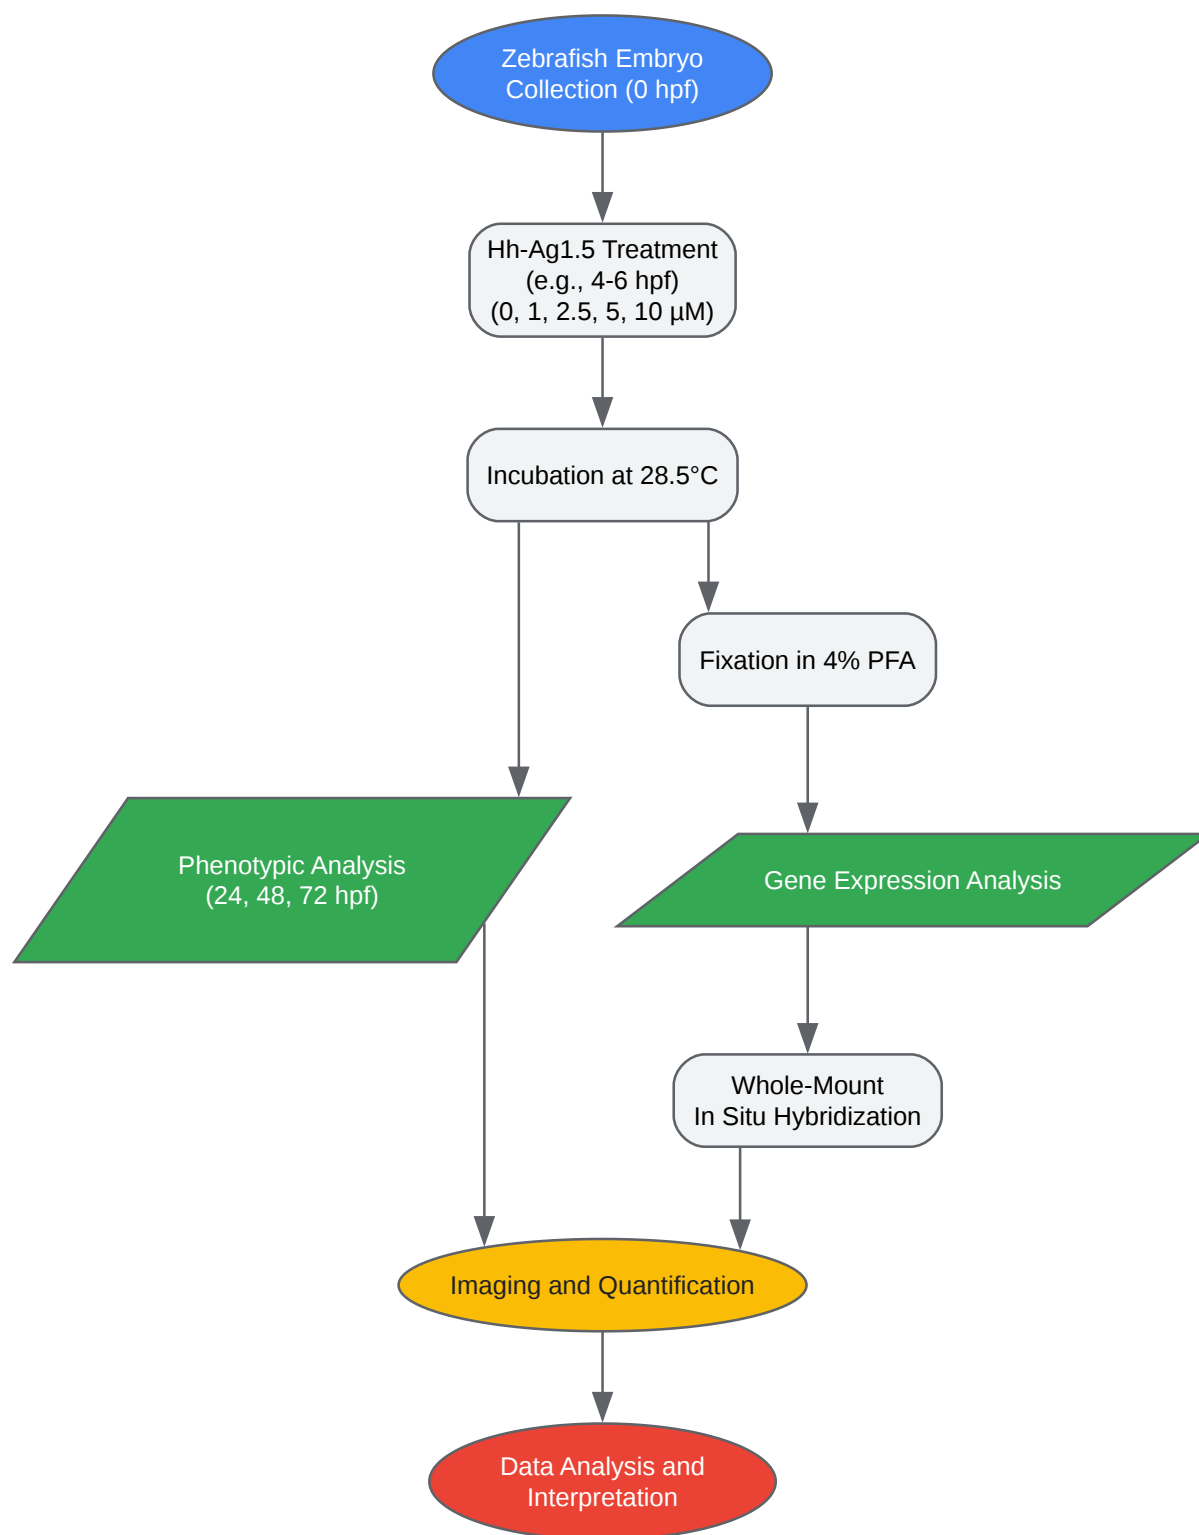 Zebrafish Embryo
Collection (0 hpf)
Hh-Ag1.5 Treatment
(e.g., 4-6 hpf)
(0, 1, 2.5, 5, 10 µM)
Incubation at 28.5°C
Fixation in 4% PFA
Phenotypic Analysis
(24, 48, 72 hpf)
Gene Expression Analysis
Whole-Mount
In Situ Hybridization
Imaging and Quantification
Data Analysis and
Interpretation